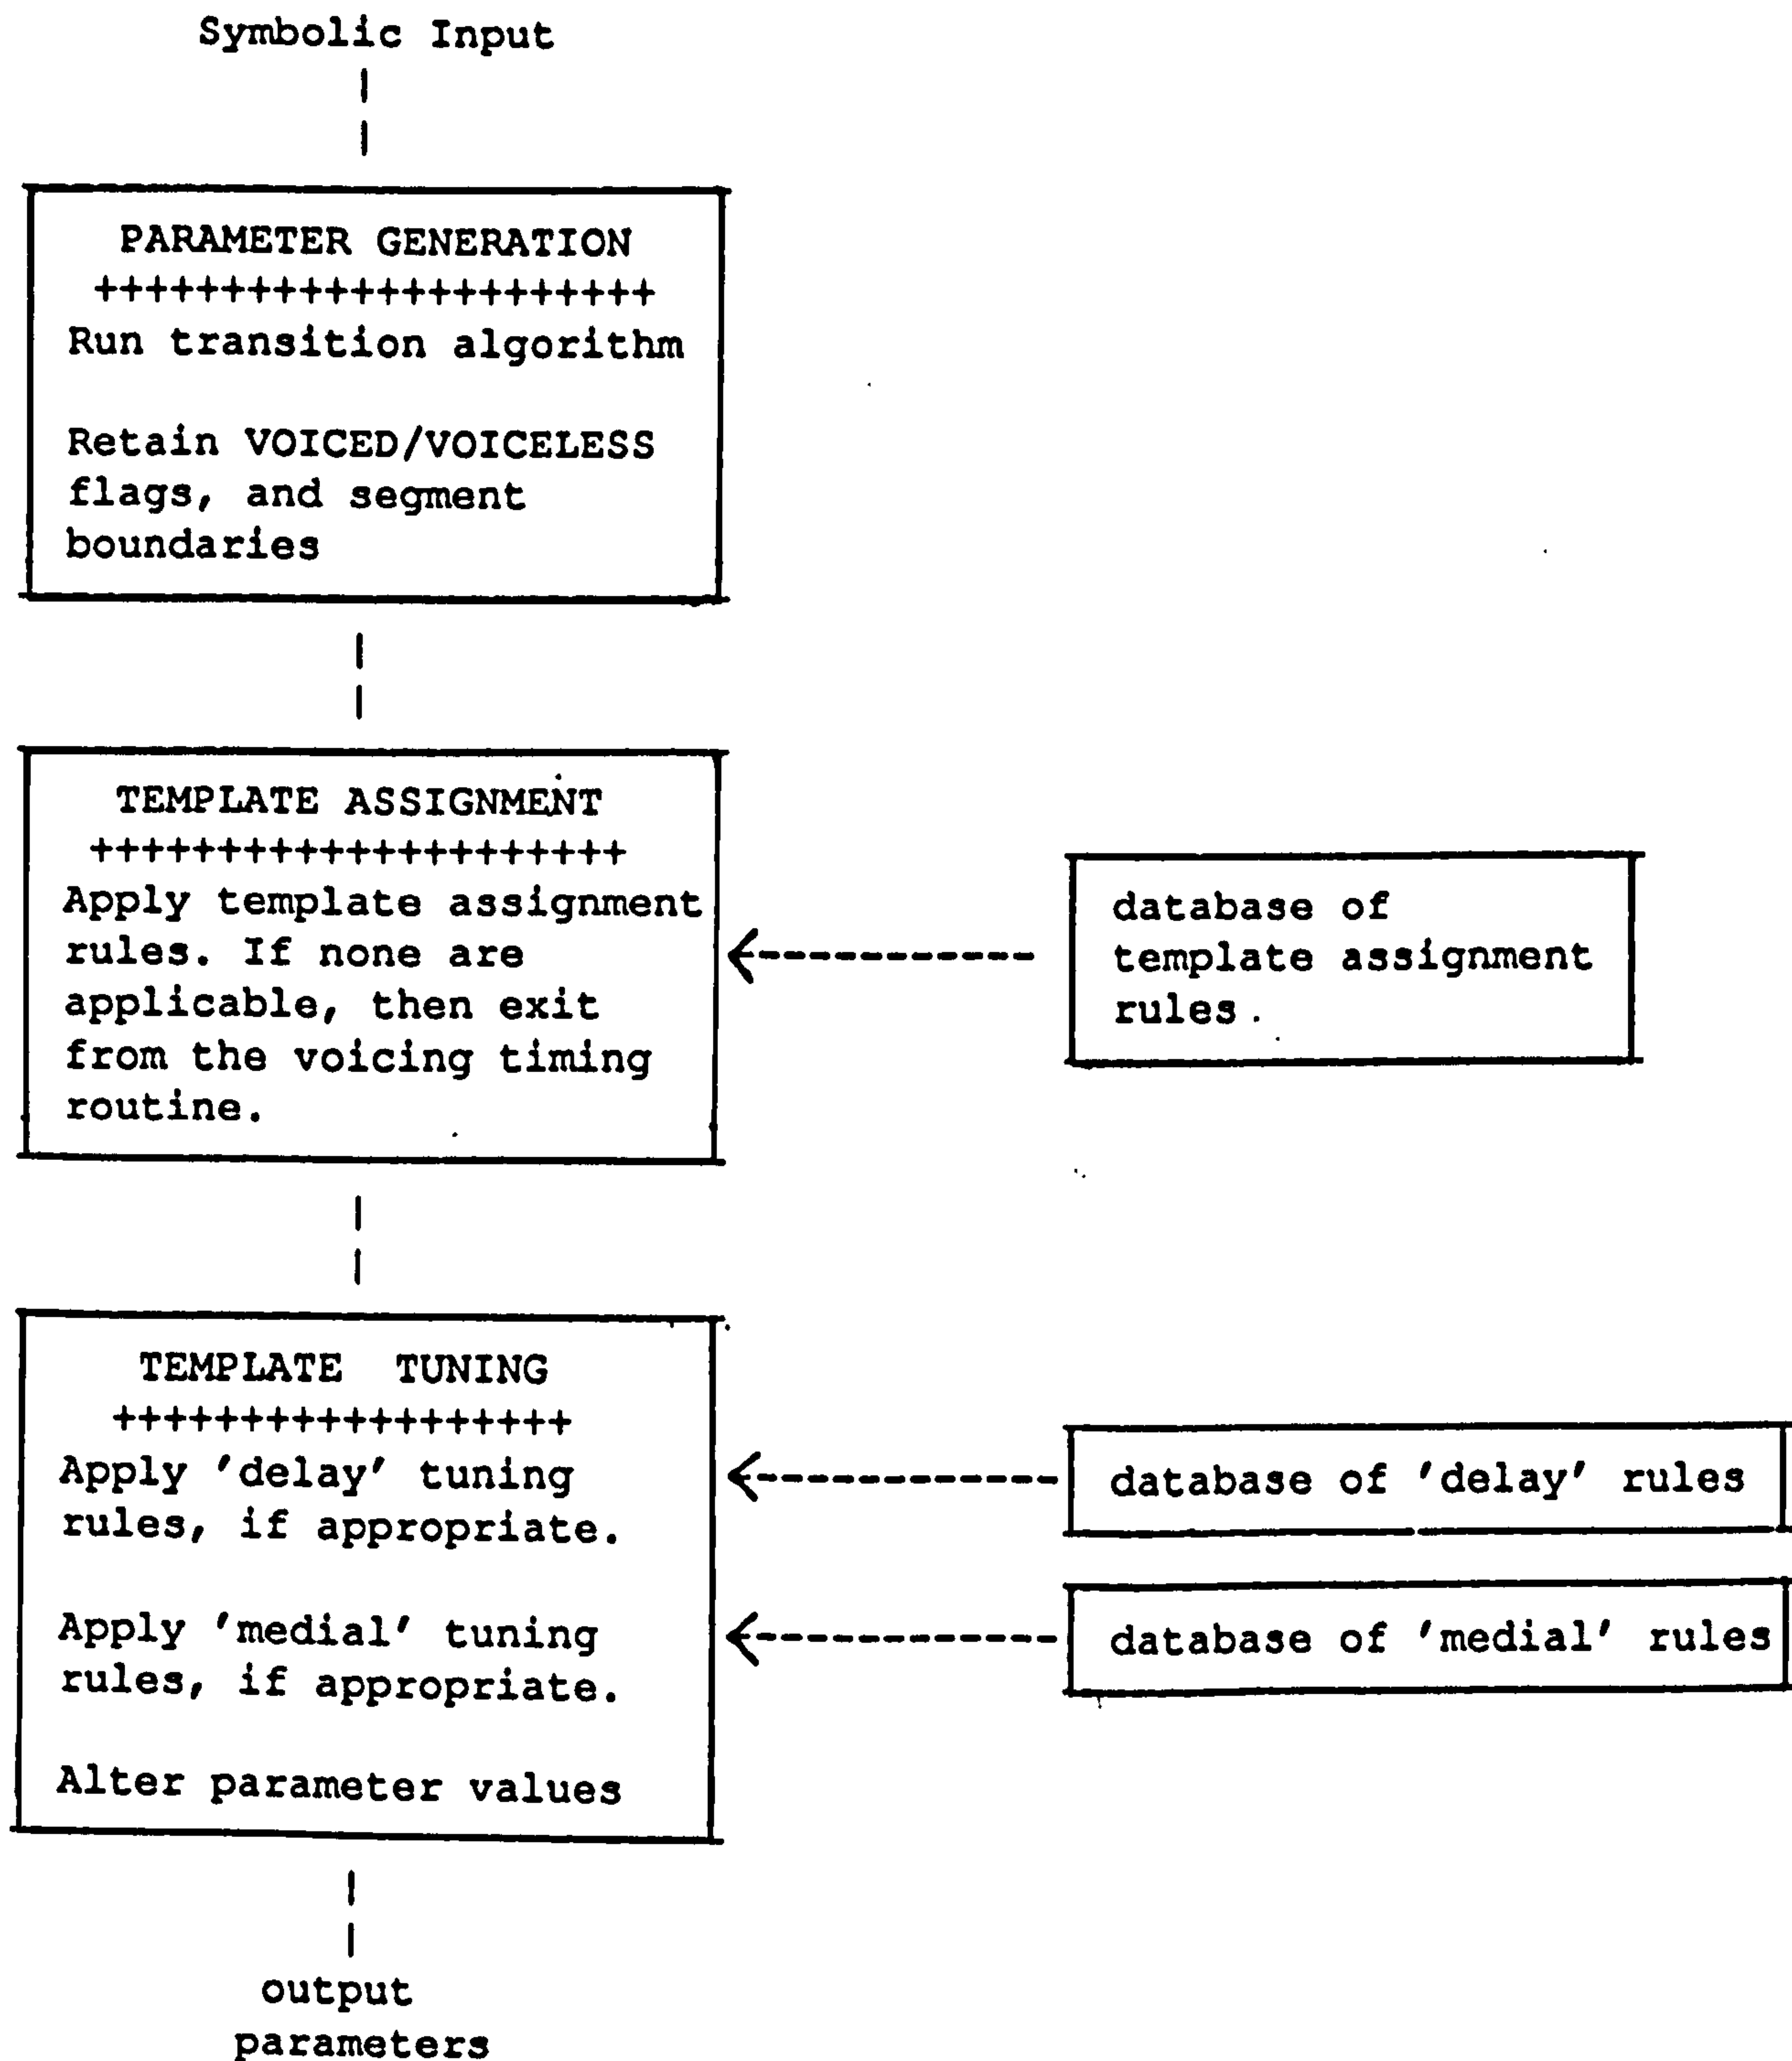 Symbolic Input
PARAMETER GENERATION
++++++++++++++++++++++
Run transition algorithm
Retain VOICED/VOICELESS
flags, and segment
boundaries
TEMPLATE ASSIGNMENT
+++++++++++++++++++++
Apply template assignment
rules. If none are
applicable, then exit
from the voicing timing
routine.
database of
template assignment
rules.
TEMPLATE TUNING
++++++++++++++++++
Apply 'delay' tuning
rules, if appropriate.
Apply 'medial' tuning
rules, if appropriate.
Alter parameter values
database of 'delay' rules
database of 'medial' rules
output
parameters